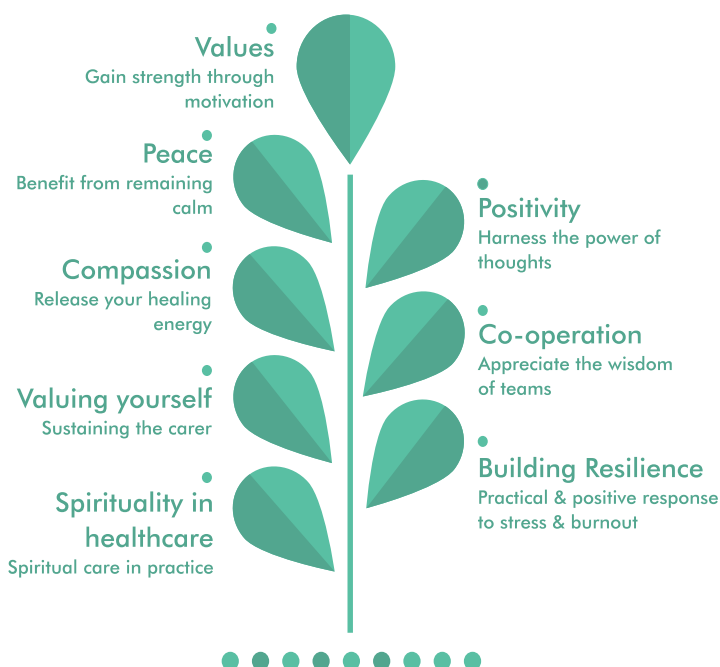 Values
Gain strength through
motivation
Peace
Benefit from remaining
calm
Compassion
Release your healing
energy
Valuing yourself
Sustaining the carer
Spirituality in
healthcare
Spiritual care in practice
Positivity
Harness the power of
thoughts
Co-operation
Appreciate the wisdom
of teams
Building Resilience
Practical & positive response
to stress & burnout